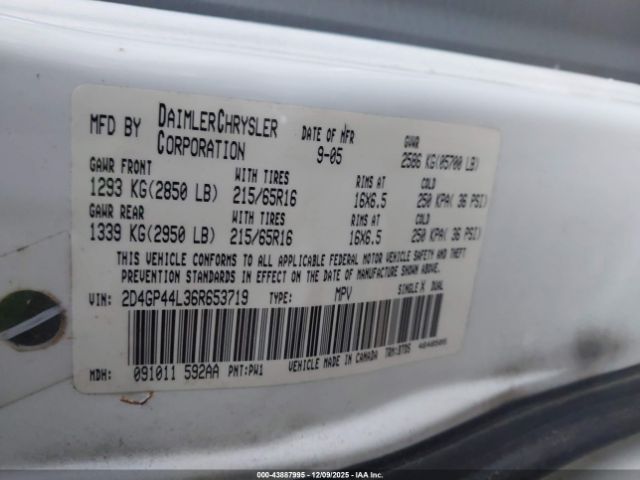 MFD BY DAIMLERCHRYSLER CORPORATION DATE OF MFR 9-05 GVWR 2586 KG(05700 LB)
GAWR FRONT WITH TIRES RIMS AT COLD
1293 KG(2850 LB) 215/65R16 16X6.5 250 KPA( 36 PSI)
GAWR REAR WITH TIRES RIMS AT COLD
1339 KG(2950 LB) 215/65R16 16X6.5 250 KPA( 36 PSI)
THIS VEHICLE CONFORMS TO ALL APPLICABLE FEDERAL MOTOR VEHICLE SAFETY AND THEFT
PREVENTION STANDARDS IN EFFECT ON THE DATE OF MANUFACTURE SHOWN ABOVE.
VIN: 2D4GP44L36R653719 TYPE: MPV SINGLE X DUAL
MDH: 091011 592AA PNT:PW1 VEHICLE MADE IN CANADA
000-43887995 - 12/09/2025 - IAA Inc.